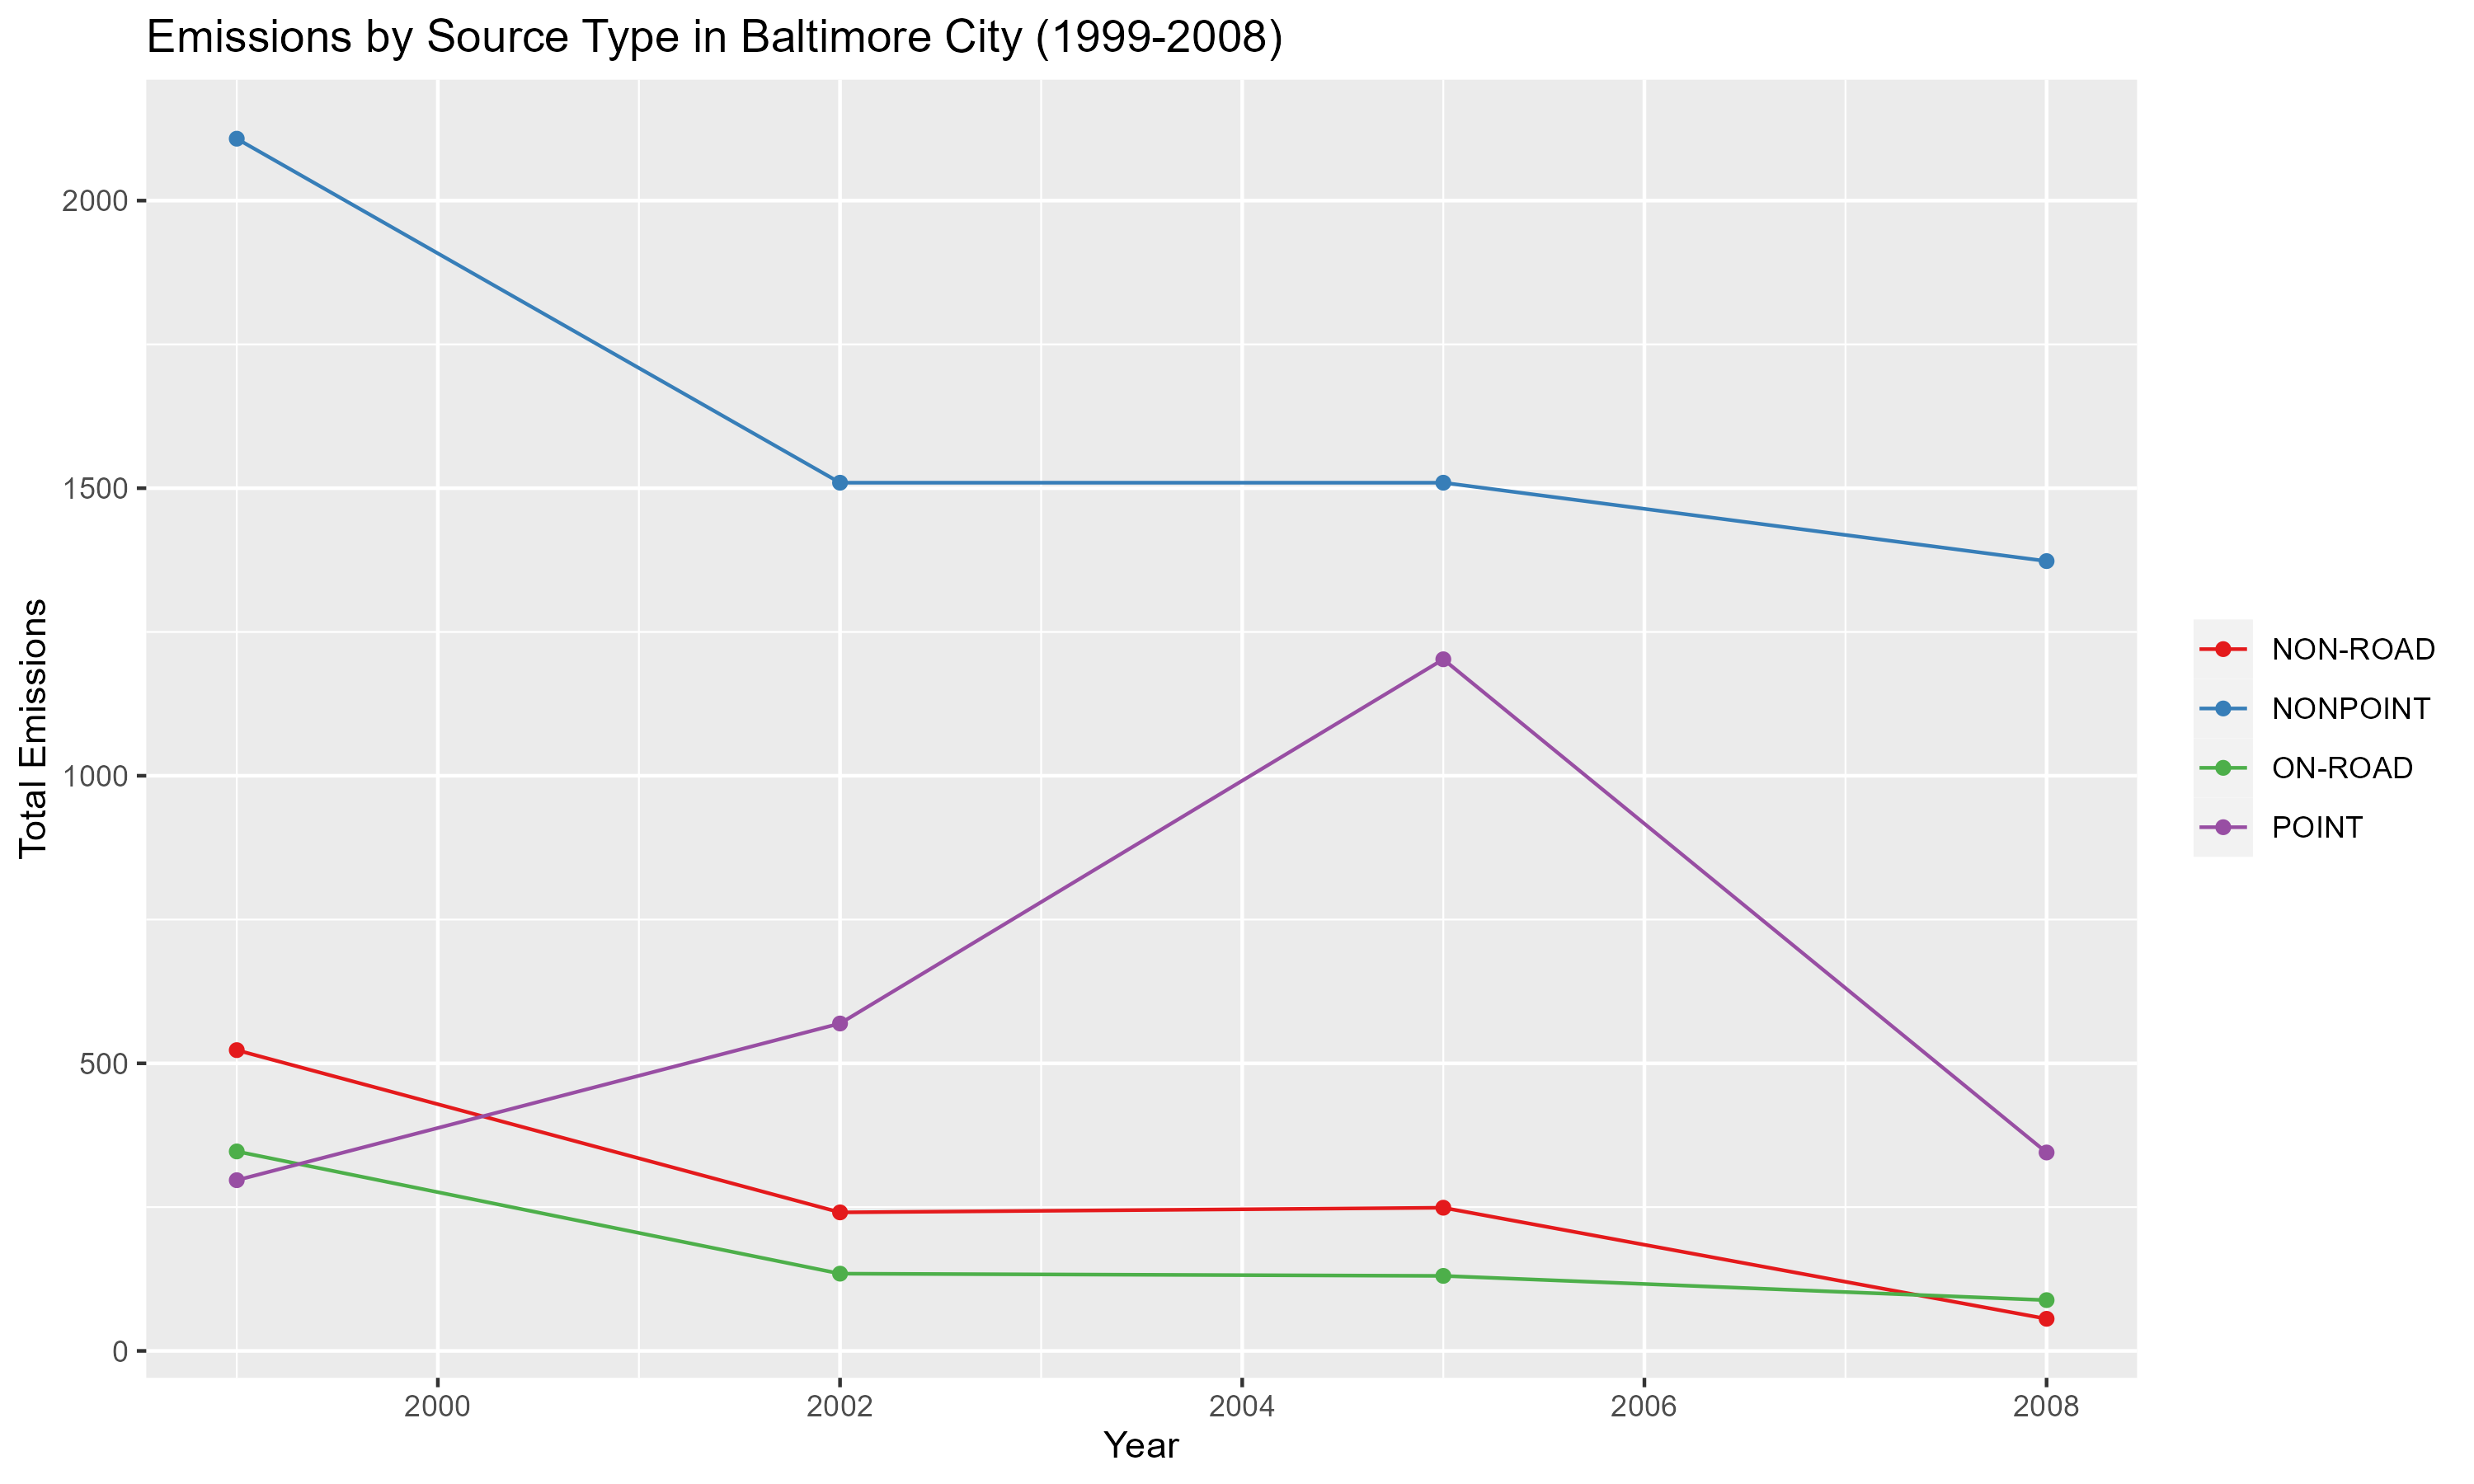 Emissions by Source Type in Baltimore City (1999-2008)
Total Emissions
2000
1500
1000
500
0
2000
2002
2004
2006
2008
Year
NON-ROAD
NONPOINT
ON-ROAD
POINT